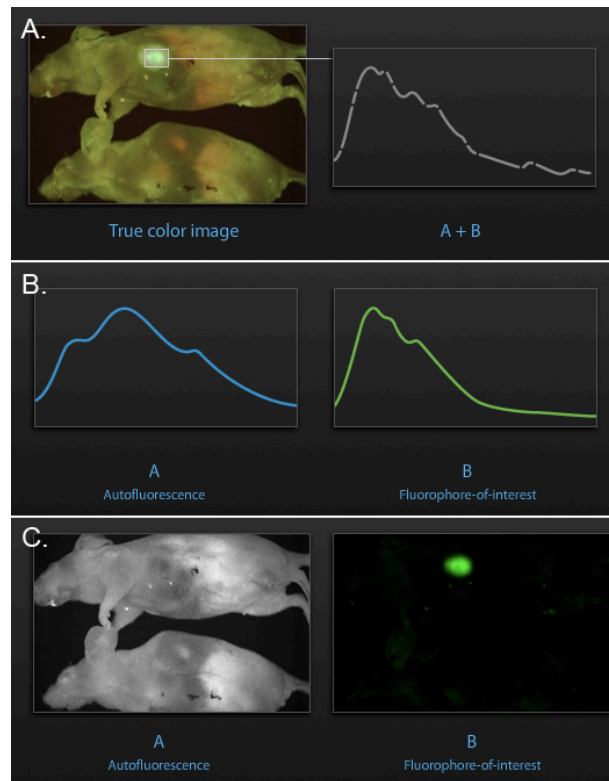 A.
True color image
A + B
B.
A
Autofluorescence
B
Fluorophore-of-interest
C.
A
Autofluorescence
B
Fluorophore-of-interest